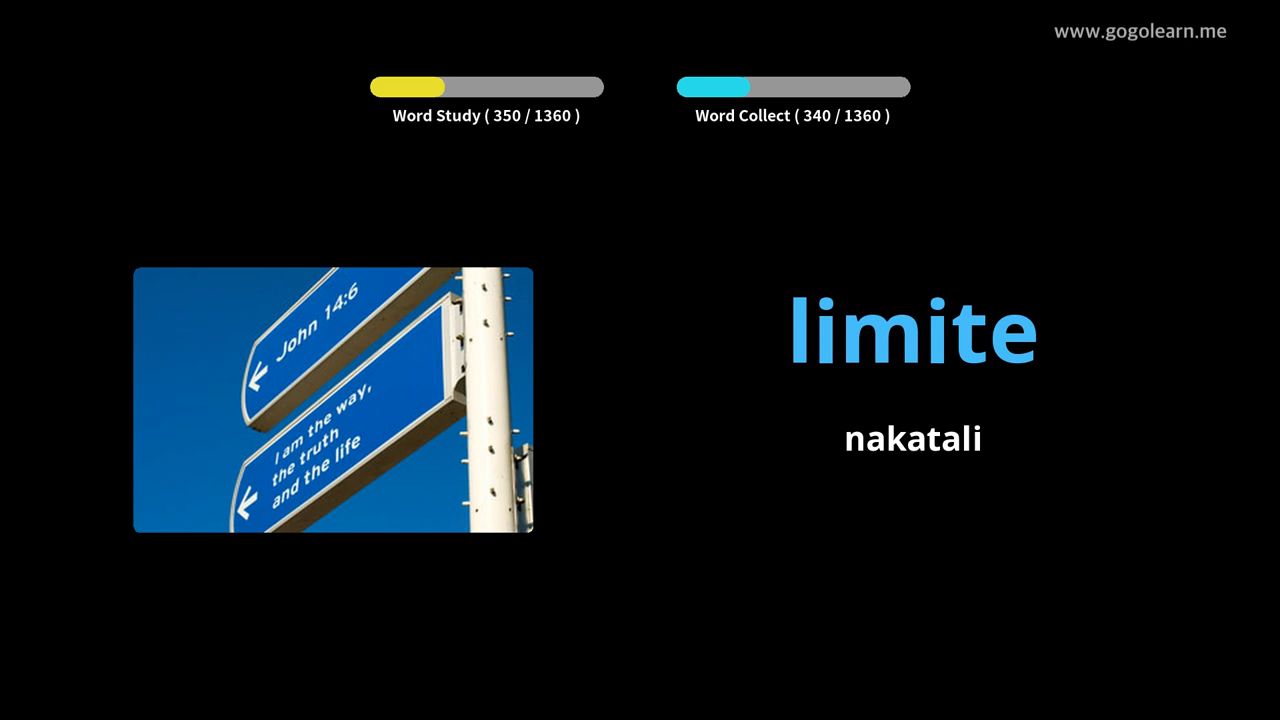 www.gogolearn.me
Word Study ( 350 / 1360 )
Word Collect ( 340 / 1360 )
John 14:6
I am the way,
the truth
and the life
limite
nakatali